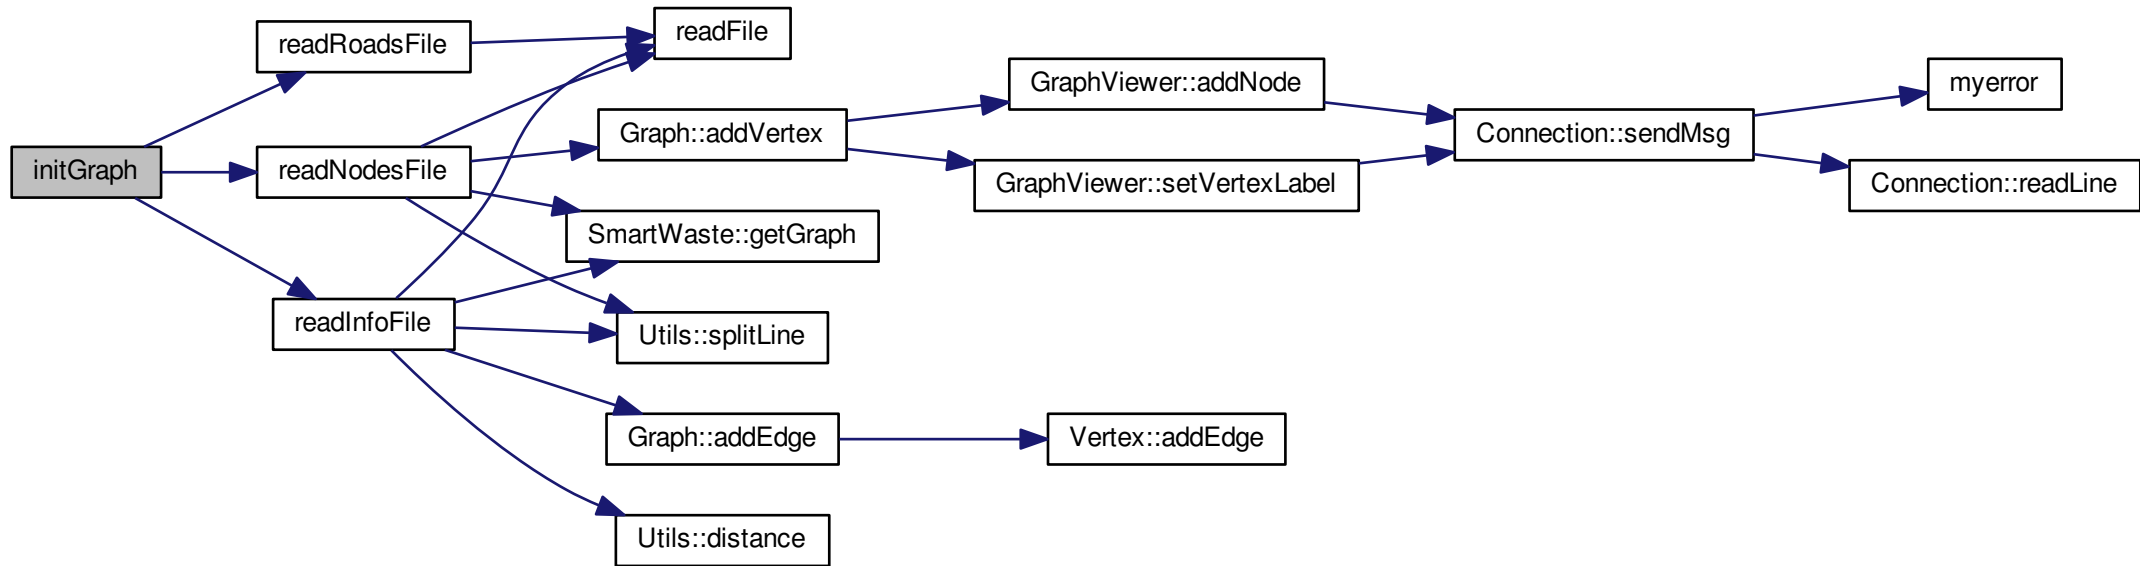 initGraph
readRoadsFile
readFile
readNodesFile
Graph::addVertex
GraphViewer::addNode
Connection::sendMsg
myerror
GraphViewer::setVertexLabel
Connection::readLine
SmartWaste::getGraph
readInfoFile
Utils::splitLine
Graph::addEdge
Vertex::addEdge
Utils::distance